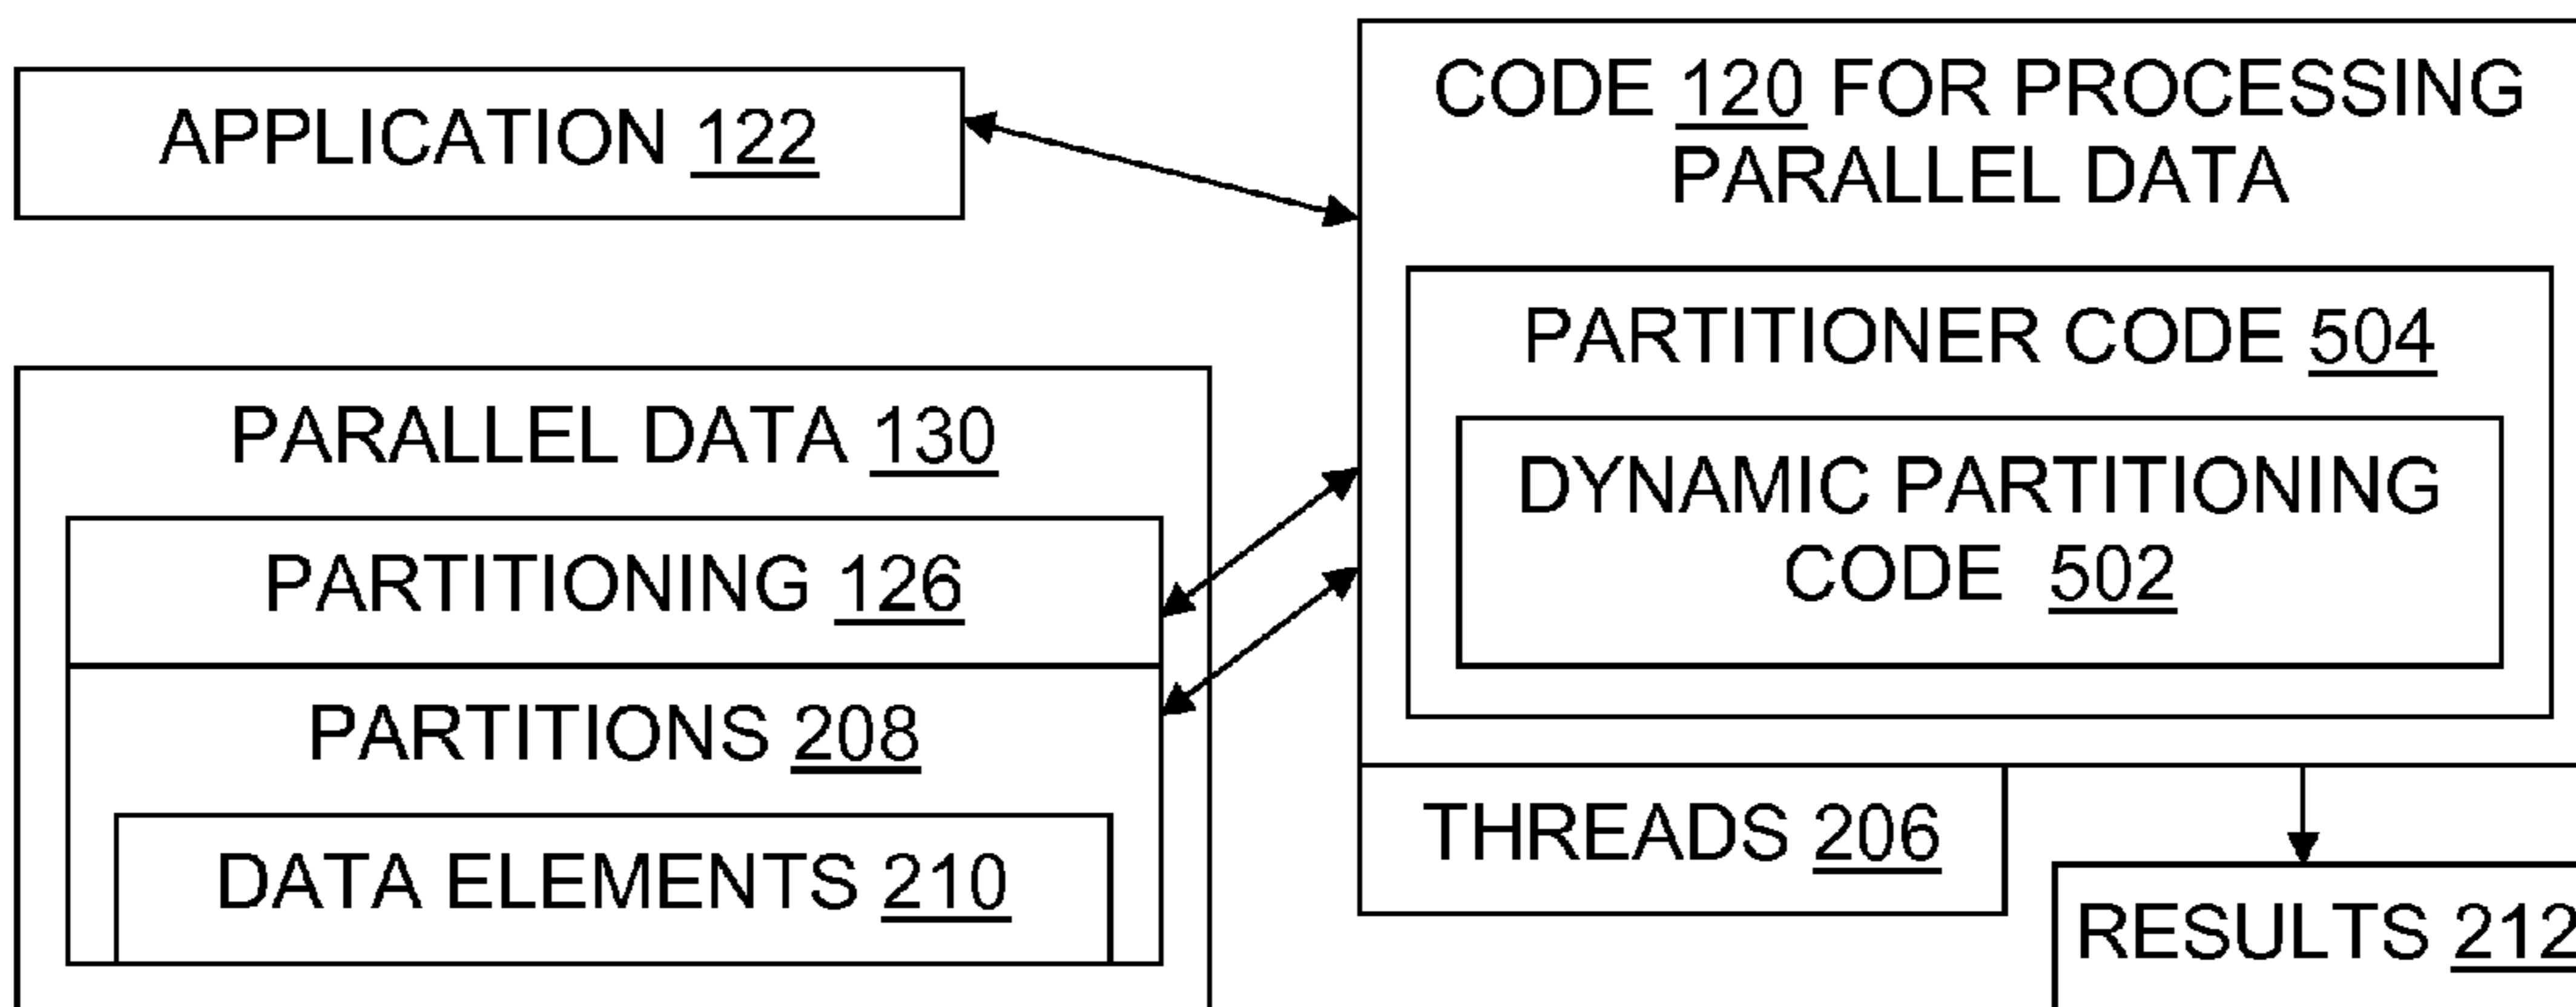 APPLICATION 122
CODE 120 FOR PROCESSING
PARALLEL DATA
PARTITIONER CODE 504
DYNAMIC PARTITIONING
CODE 502
PARALLEL DATA 130
PARTITIONING 126
PARTITIONS 208
DATA ELEMENTS 210
THREADS 206
RESULTS 212